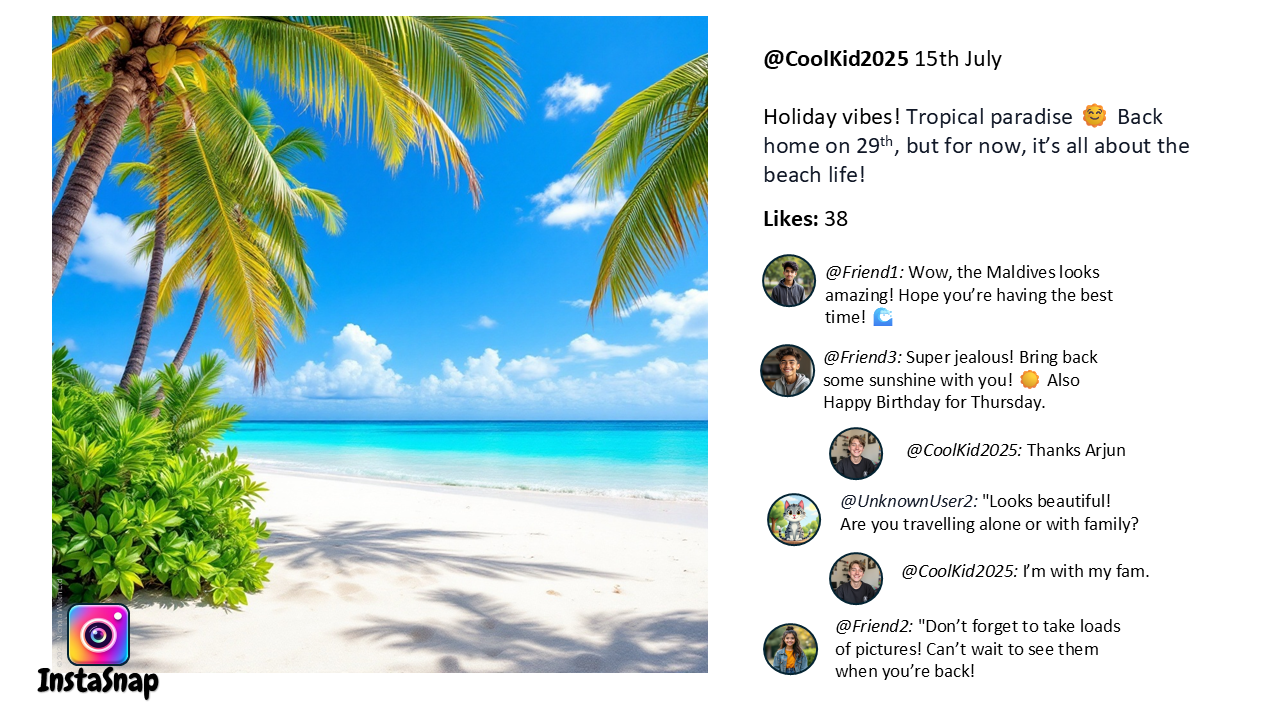 @CoolKid2025 15th July
Holiday vibes! Tropical paradise 🌞 Back
home on 29th, but for now, it’s all about the
beach life!
Likes: 38
@Friend1: Wow, the Maldives looks
amazing! Hope you’re having the best
time! 🌊
@Friend3: Super jealous! Bring back
some sunshine with you! ☀️ Also
Happy Birthday for Thursday.
@CoolKid2025: Thanks Arjun
@UnknownUser2: "Looks beautiful!
Are you travelling alone or with family?
@CoolKid2025: I’m with my fam.
@Friend2: "Don’t forget to take loads
of pictures! Can’t wait to see them
when you’re back!
InstaSnap